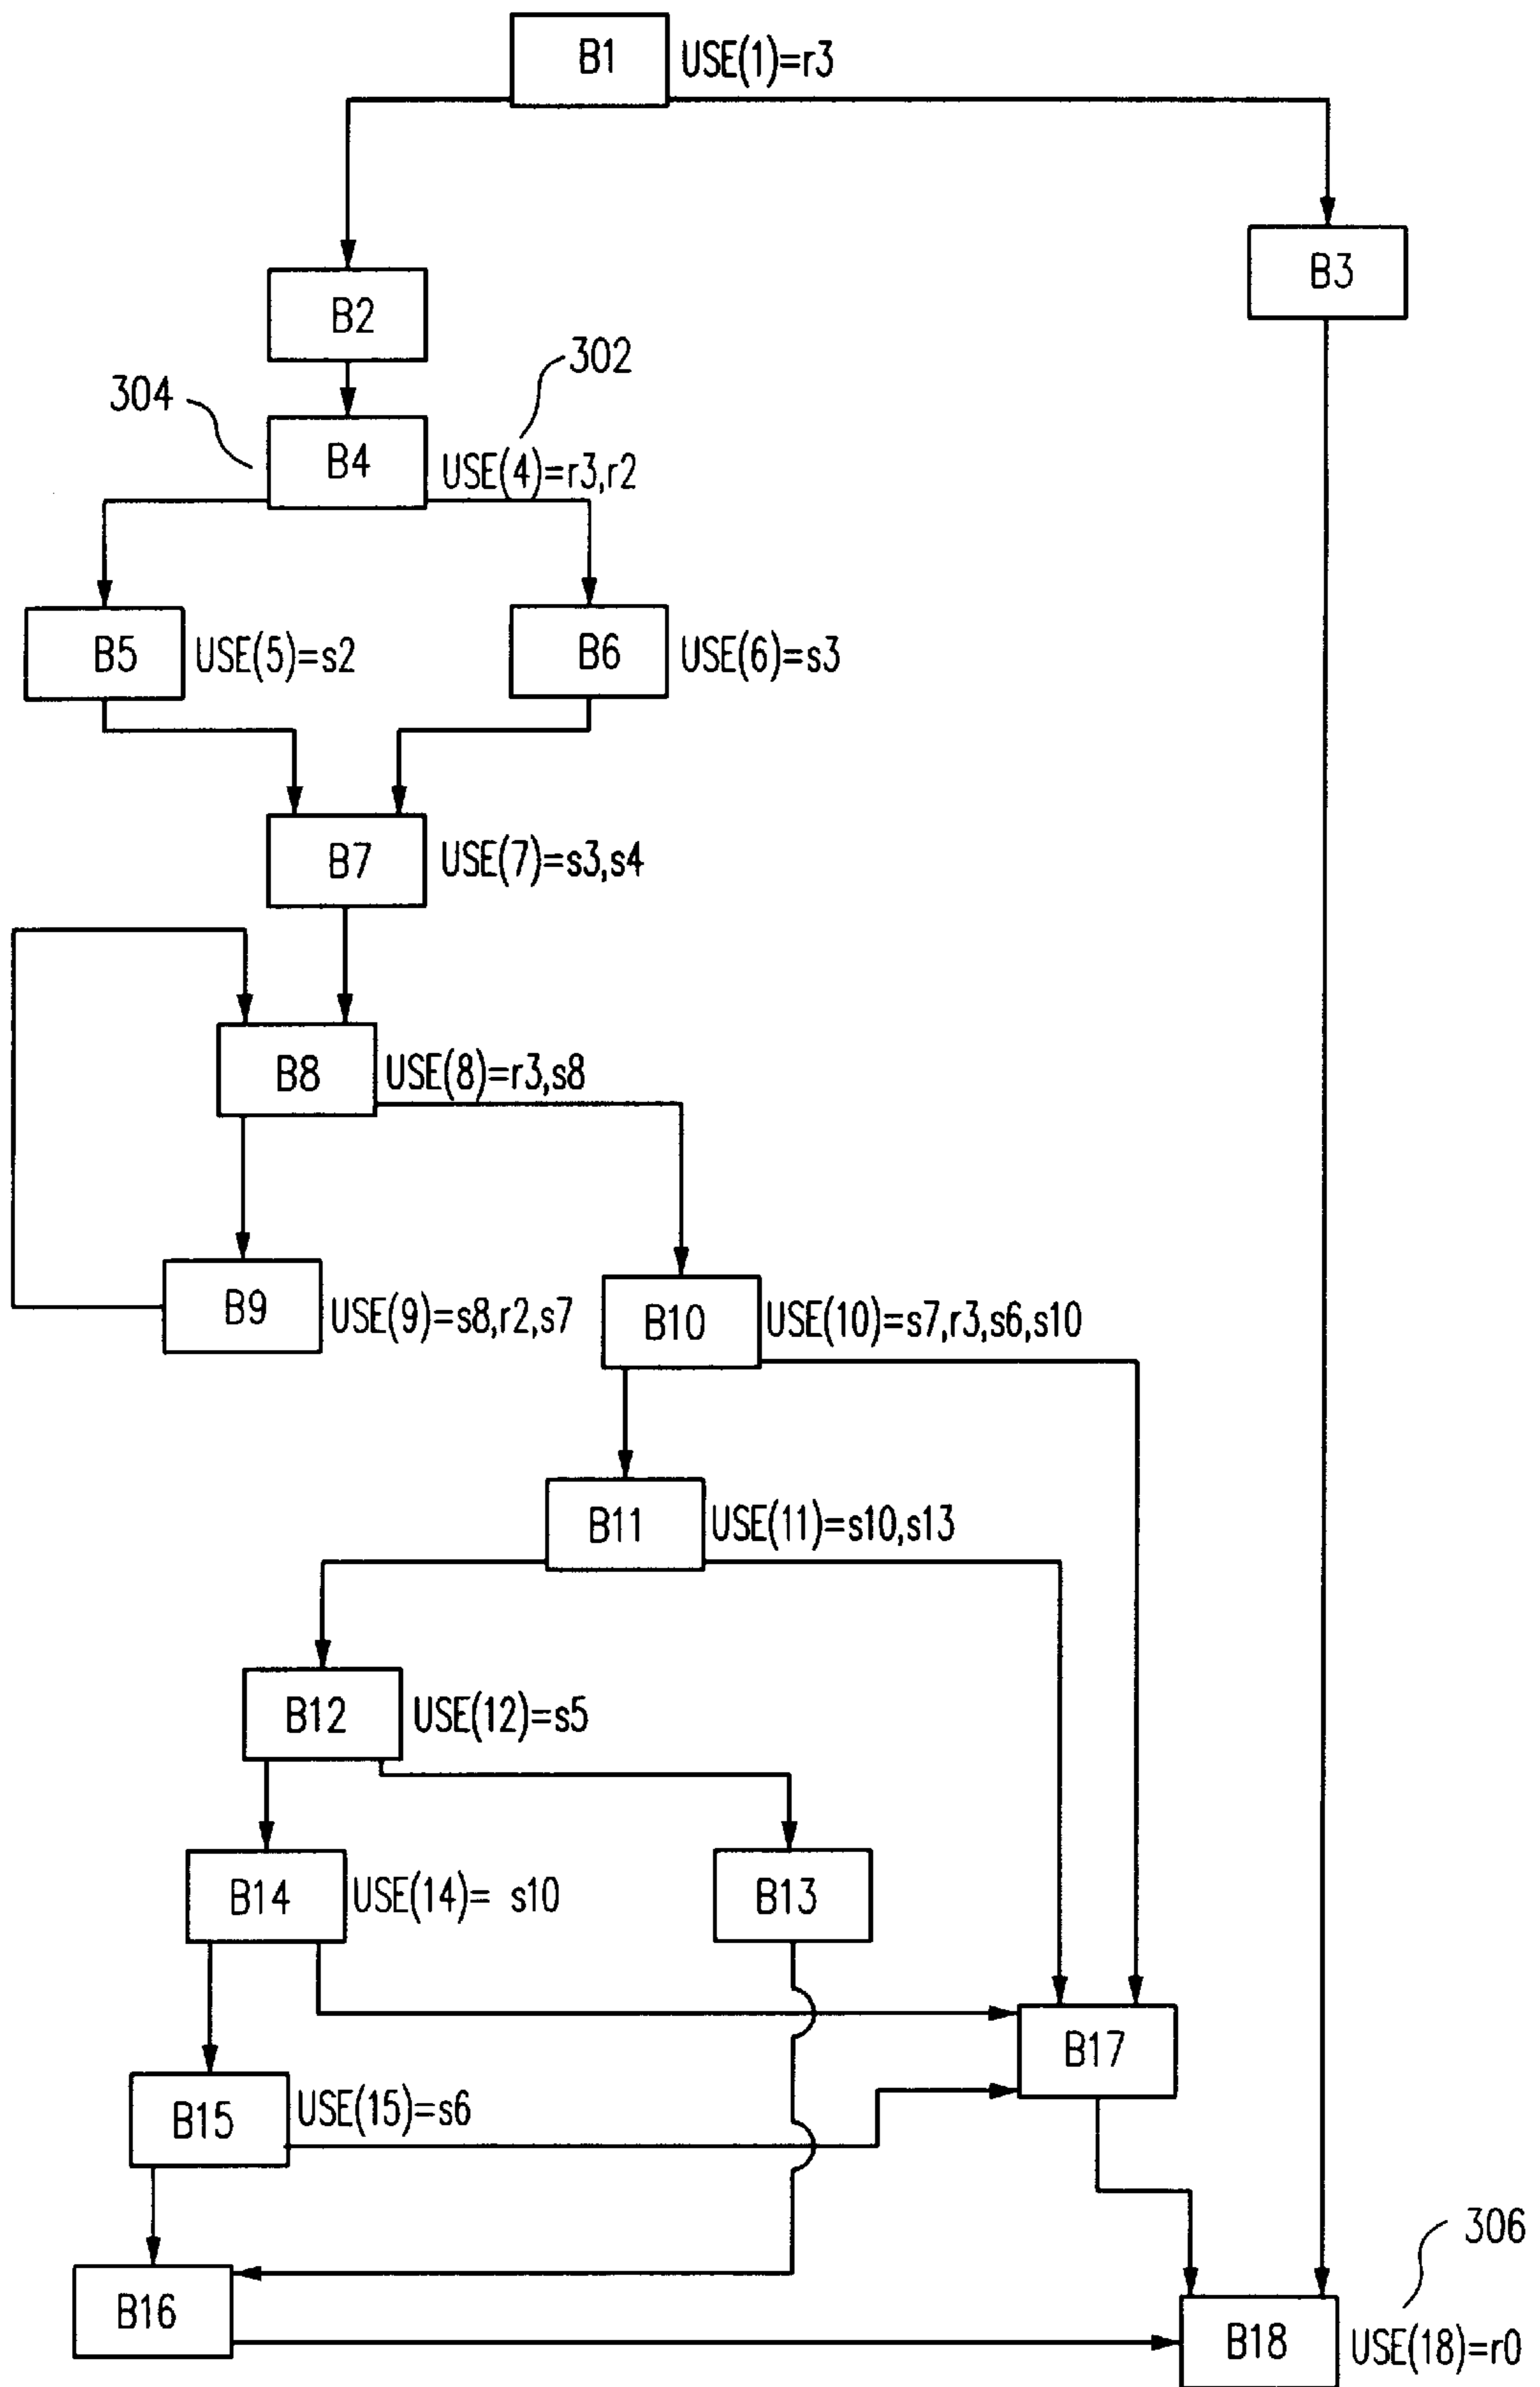 B1 USE(1)=r3
B3
B2
302
304
B4 USE(4)=r3,r2
B5 USE(5)=s2
B6 USE(6)=s3
B7 USE(7)=s3,s4
B8 USE(8)=r3,s8
B9 USE(9)=s8,r2,s7
B10 USE(10)=s7,r3,s6,s10
B11 USE(11)=s10,s13
B12 USE(12)=s5
B14 USE(14)= s10
B13
B17
B15 USE(15)=s6
306
B16
B18 USE(18)=r0